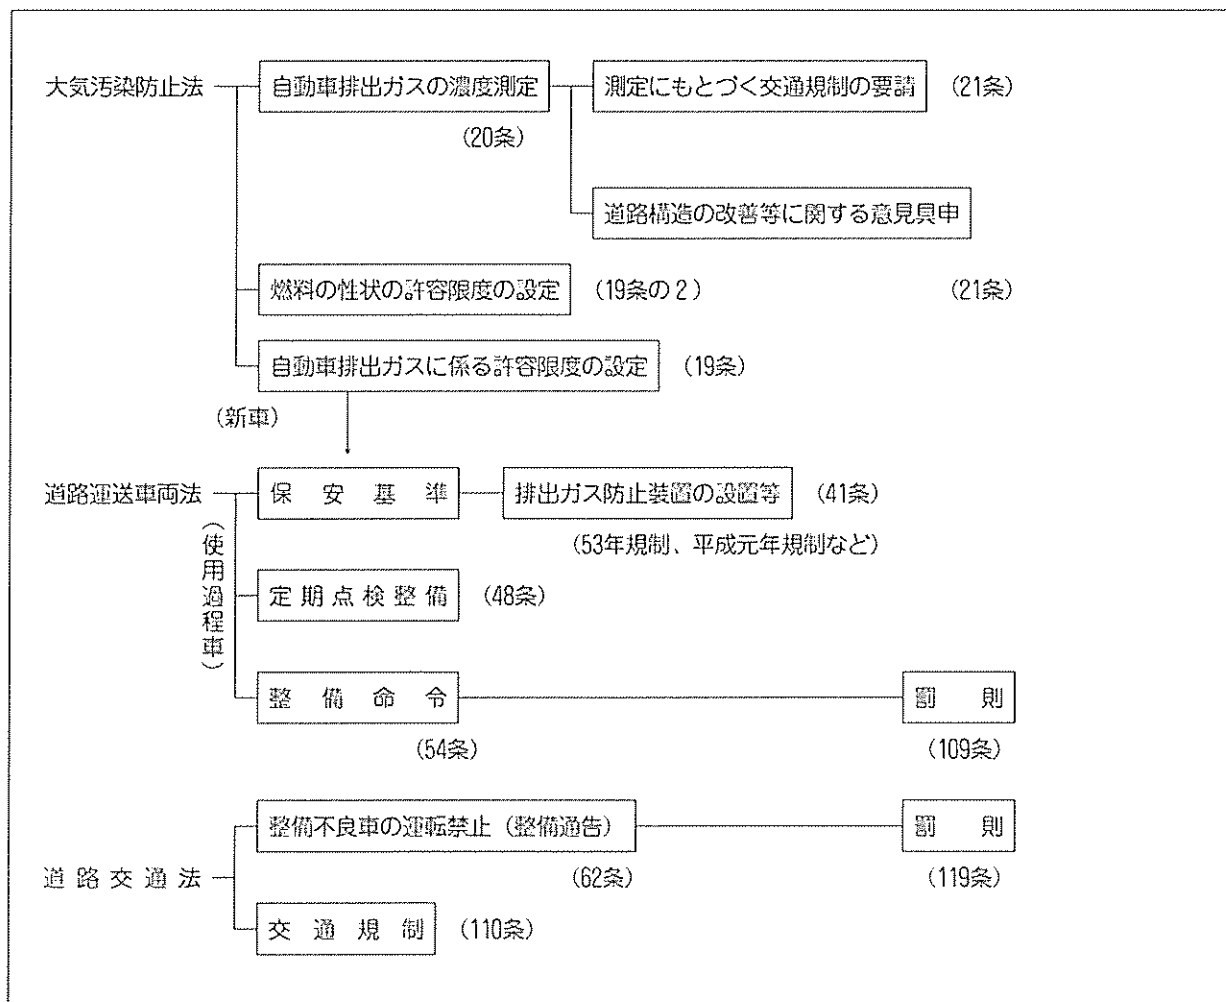 大気汚染防止法 自動車排出ガスの濃度測定 測定にもとづく交通規制の要請 (21条)
(20条)
道路構造の改善等に関する意見具申
燃料の性状の許容限度の設定 (19条の2) (21条)
自動車排出ガスに係る許容限度の設定 (19条)
(新車)
道路運送車両法 保安基準 排出ガス防止装置の設置等 (41条)
(53年規制、平成元年規制など)
(使用過程車)
定期点検整備 (48条)
整備命令 罰則
(54条) (109条)
整備不良車の運転禁止(整備通告) 罰則
道路交通法 (62条) (119条)
交通規制 (110条)